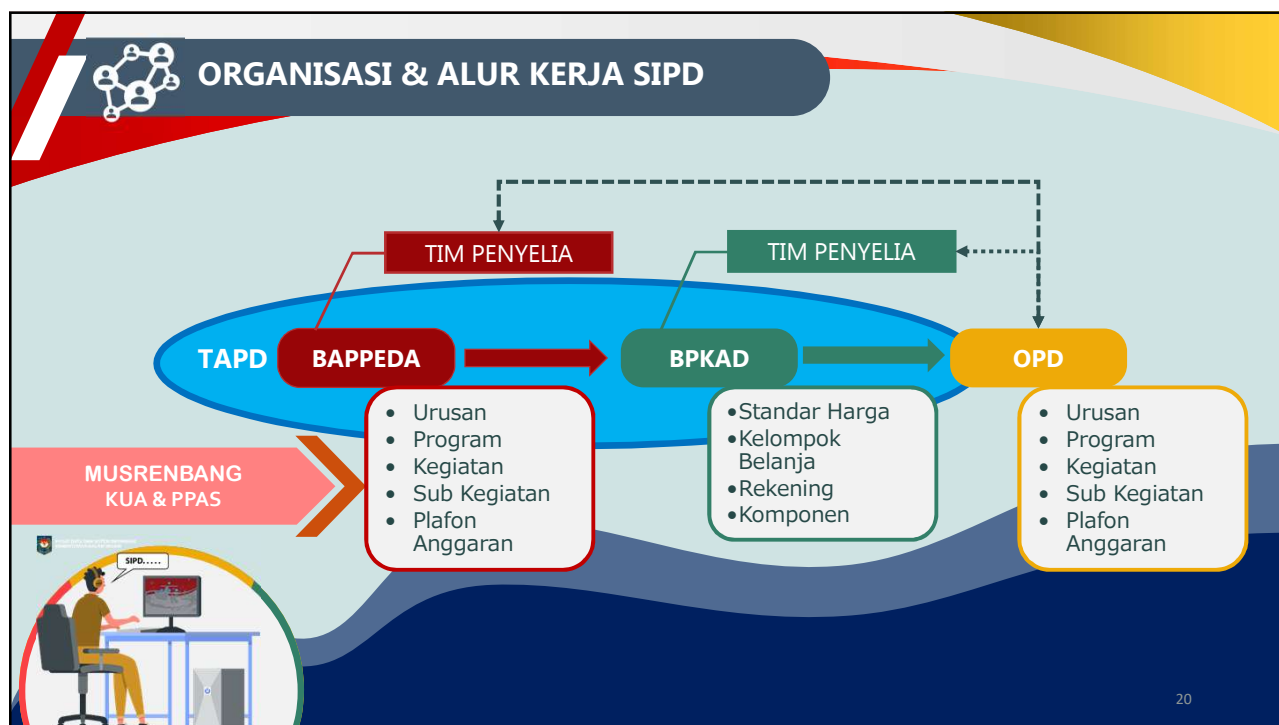 ORGANISASI & ALUR KERJA SIPD
TIM PENYELIA
TIM PENYELIA
TAPD
BAPPEDA
BPKAD
OPD
• Urusan
• Program
• Kegiatan
• Sub Kegiatan
• Plafon
Anggaran
•Standar Harga
•Kelompok
Belanja
•Rekening
•Komponen
• Urusan
• Program
• Kegiatan
• Sub Kegiatan
• Plafon
Anggaran
MUSRENBANG
KUA & PPAS
SIPD.....
20